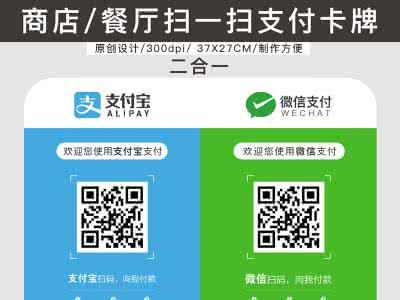 商店/餐厅扫一扫支付卡牌
原创设计/300dpi/ 37X27CM/制作方便
二合一
支付宝
ALIPAY
微信支付
WECHAT
欢迎您使用支付宝支付
欢迎您使用微信支付
支付宝扫码，向我付款
微信扫码，向我付款